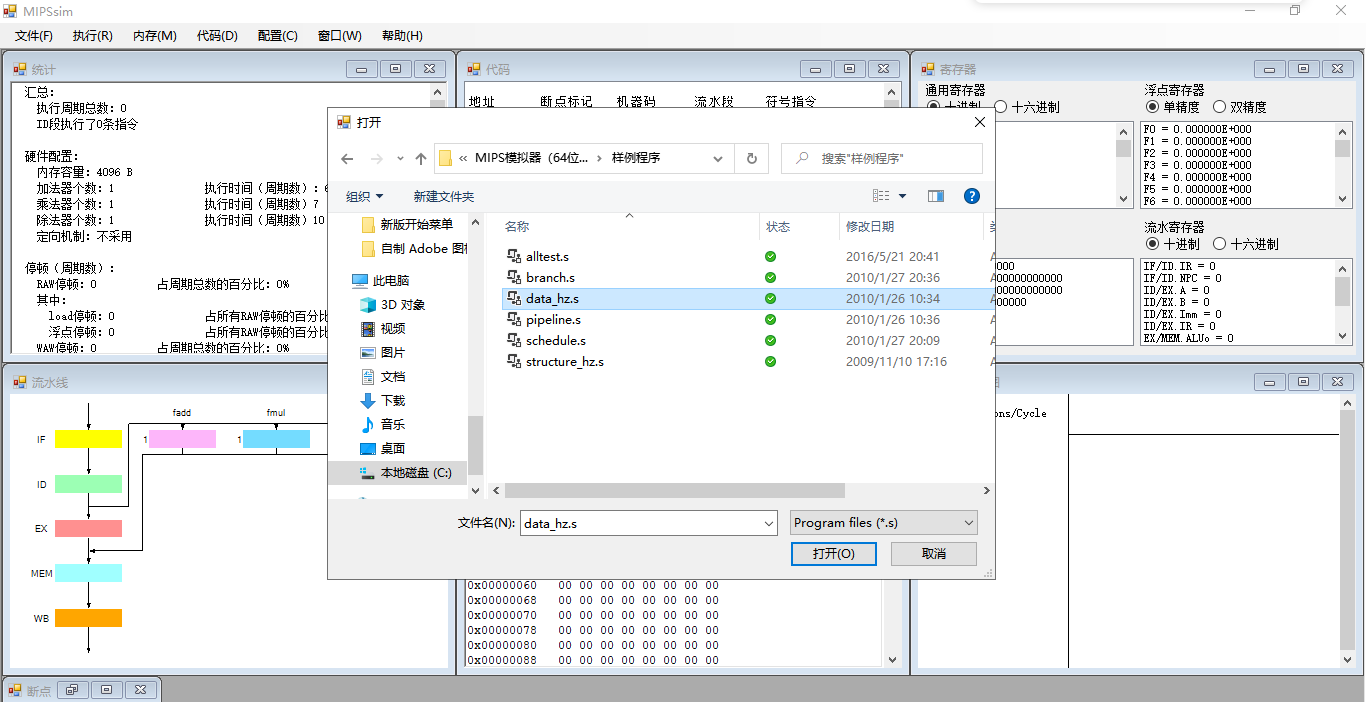 MIPSsim
文件(F) 执行(R) 内存(M) 代码(D) 配置(C) 窗口(W) 帮助(H)
统计
汇总:
执行周期总数: 0
ID段执行了0条指令
硬件配置:
内存容量: 4096 B
加法器个数: 1 执行时间（周期数）: 6
乘法器个数: 1 执行时间（周期数）7
除法器个数: 1 执行时间（周期数）10
定向机制: 不采用
停顿（周期数）:
RAW停顿: 0 占周期总数的百分比: 0%
其中:
load停顿: 0 占所有RAW停顿的百分比
浮点停顿: 0 占所有RAW停顿的百分比
WAW停顿: 0 占周期总数的百分比: 0%
代码
地址 断点标记 机器码 流水段 符号指令
寄存器
通用寄存器
十进制 十六进制
浮点寄存器
单精度 双精度
F0 = 0.000000E+000
F1 = 0.000000E+000
F2 = 0.000000E+000
F3 = 0.000000E+000
F4 = 0.000000E+000
F5 = 0.000000E+000
F6 = 0.000000E+000
流水寄存器
十进制 十六进制
IF/ID.IR = 0
IF/ID.NPC = 0
ID/EX.A = 0
ID/EX.B = 0
ID/EX.Imm = 0
ID/EX.IR = 0
EX/MEM.ALUo = 0
打开
« MIPS模拟器（64位... › 样例程序
搜索"样例程序"
组织 新建文件夹
新版开始菜单
自制 Adobe 图标
此电脑
3D 对象
视频
图片
文档
下载
音乐
桌面
本地磁盘 (C:)
名称 状态 修改日期
alltest.s 2016/5/21 20:41
branch.s 2010/1/27 20:36
data_hz.s 2010/1/26 10:34
pipeline.s 2010/1/26 10:36
schedule.s 2010/1/27 20:09
structure_hz.s 2009/11/10 17:16
文件名(N): data_hz.s Program files (*.s)
打开(O) 取消
流水线
fadd fmul
IF 1 1
ID
EX
MEM
WB
0x00000060 00 00 00 00 00 00 00 00
0x00000068 00 00 00 00 00 00 00 00
0x00000070 00 00 00 00 00 00 00 00
0x00000078 00 00 00 00 00 00 00 00
0x00000080 00 00 00 00 00 00 00 00
0x00000088 00 00 00 00 00 00 00 00
ons/Cycle
断点